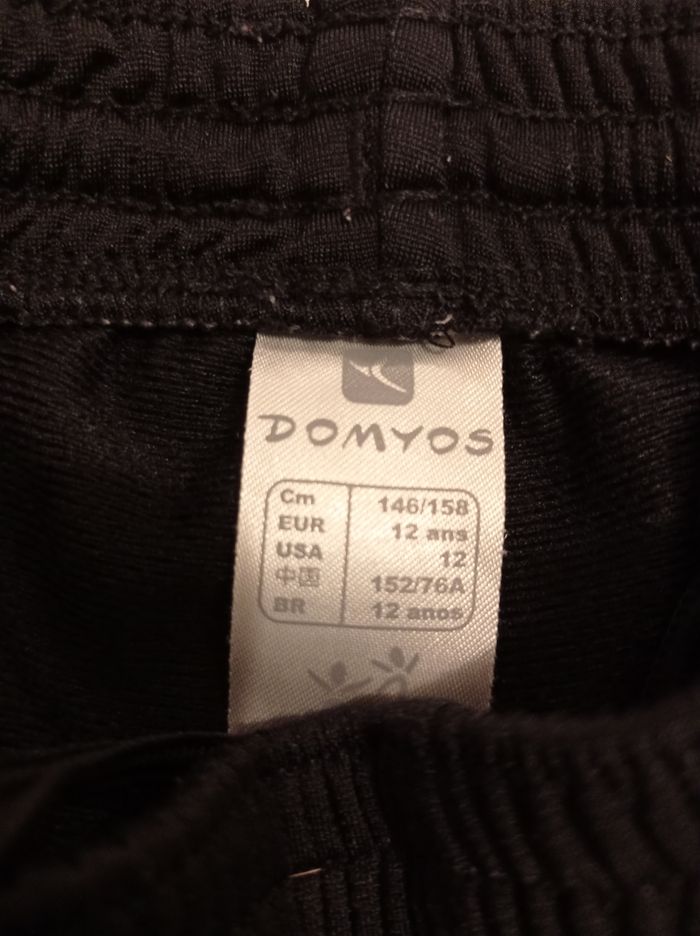 DOMYOS
Cm 146/158
EUR 12 ans
USA 12
中国 152/76A
BR 12 anos